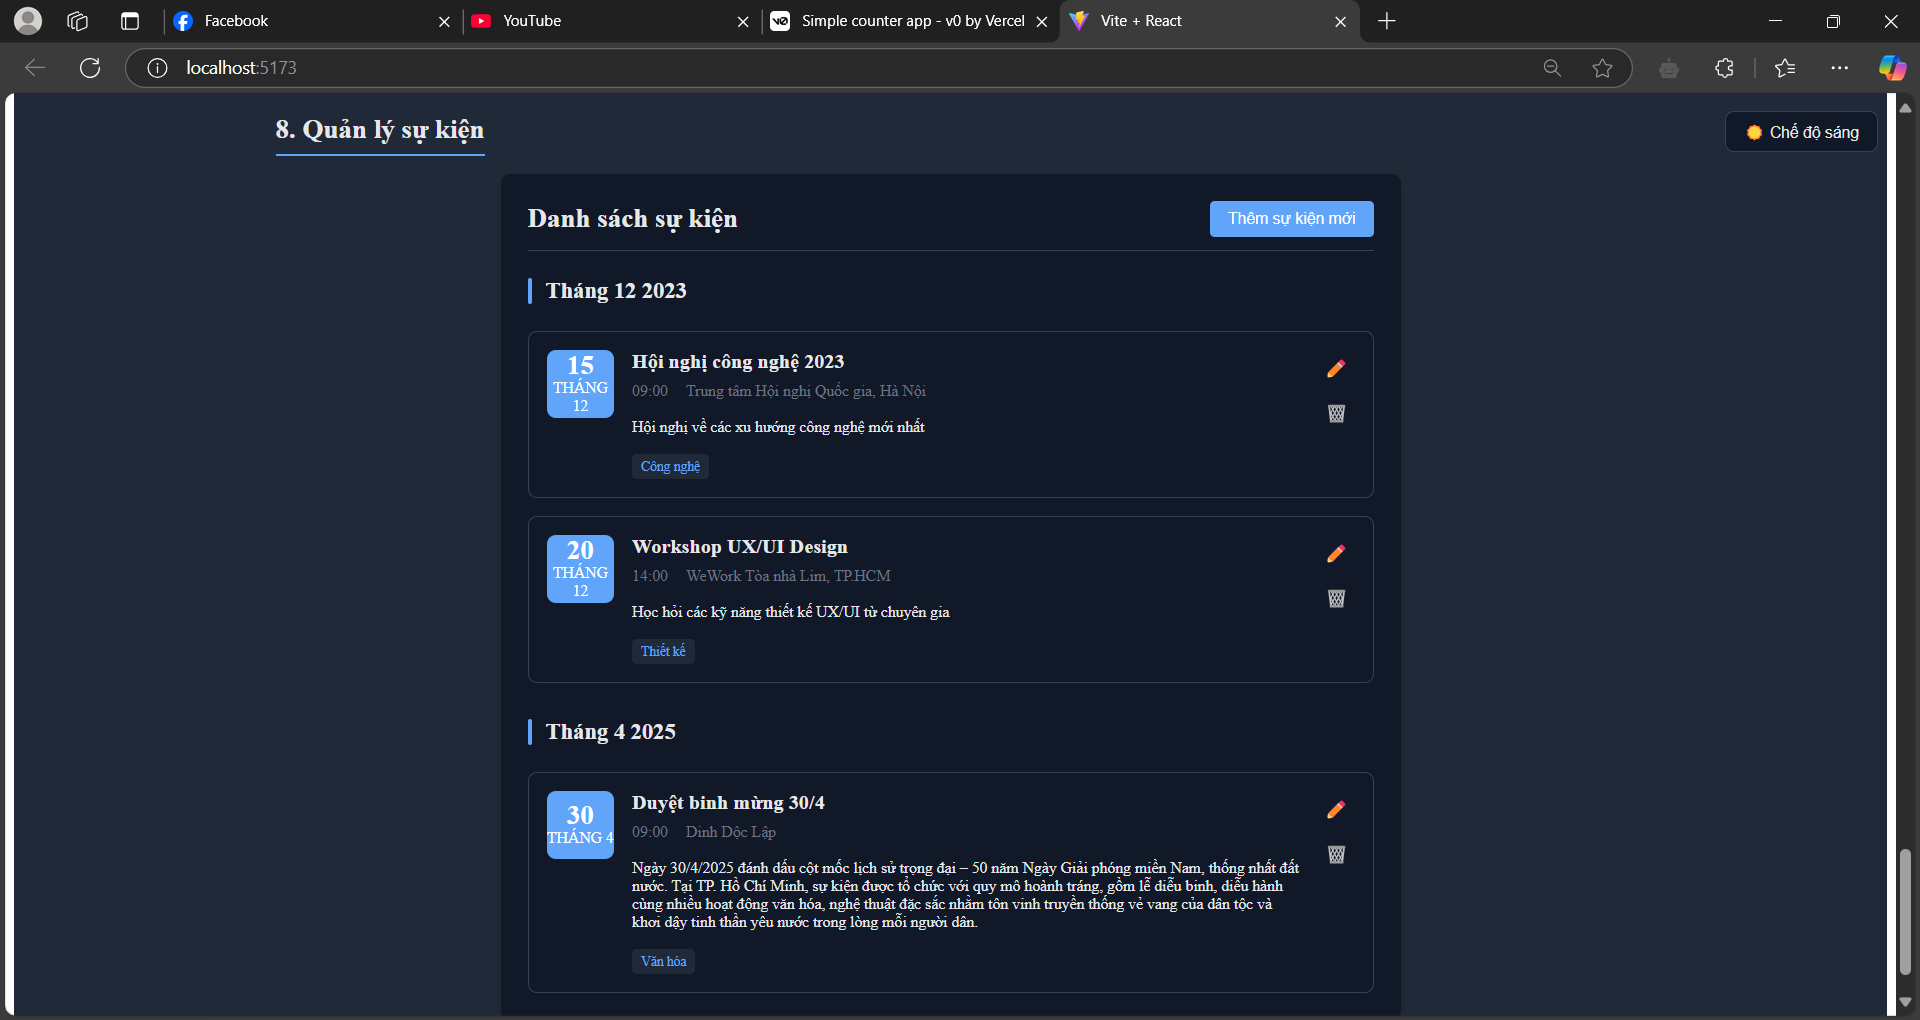 Facebook
YouTube
Simple counter app - v0 by Vercel
Vite + React
localhost:5173
8. Quản lý sự kiện
Chế độ sáng
Danh sách sự kiện
Thêm sự kiện mới
Tháng 12 2023
15
THÁNG
12
Hội nghị công nghệ 2023
09:00 Trung tâm Hội nghị Quốc gia, Hà Nội
Hội nghị về các xu hướng công nghệ mới nhất
Công nghệ
20
THÁNG
12
Workshop UX/UI Design
14:00 WeWork Tòa nhà Lim, TP.HCM
Học hỏi các kỹ năng thiết kế UX/UI từ chuyên gia
Thiết kế
Tháng 4 2025
30
THÁNG 4
Duyệt binh mừng 30/4
09:00 Dinh Dộc Lập
Ngày 30/4/2025 đánh dấu cột mốc lịch sử trọng đại – 50 năm Ngày Giải phóng miền Nam, thống nhất đất
nước. Tại TP. Hồ Chí Minh, sự kiện được tổ chức với quy mô hoành tráng, gồm lễ diễu binh, diễu hành
cùng nhiều hoạt động văn hóa, nghệ thuật đặc sắc nhằm tôn vinh truyền thống vẻ vang của dân tộc và
khơi dậy tinh thần yêu nước trong lòng mỗi người dân.
Văn hóa